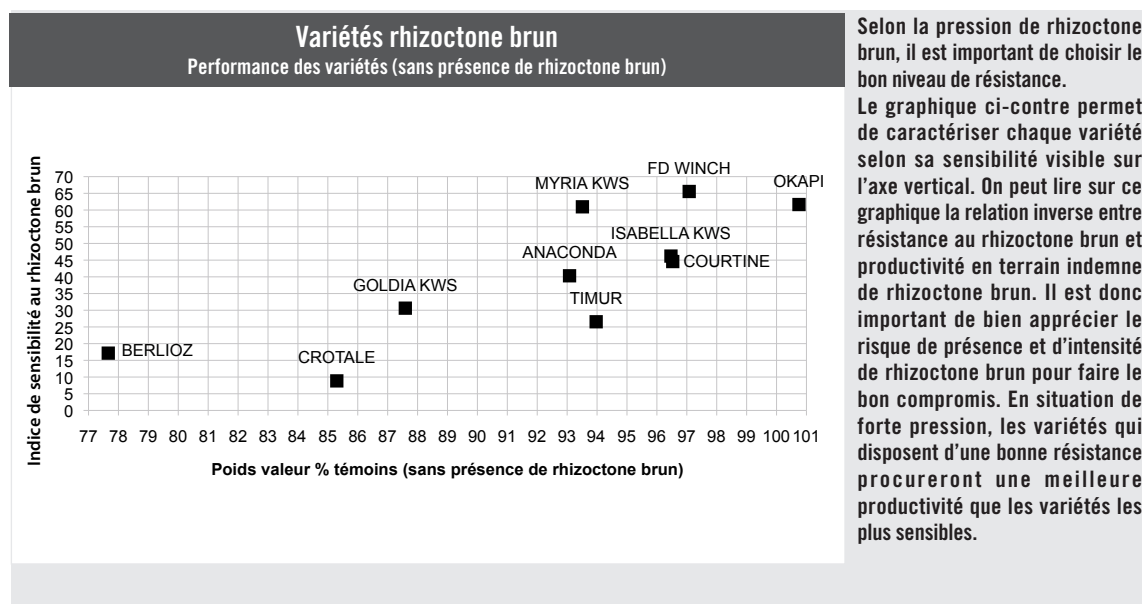 Variétés rhizoctone brun
Performance des variétés (sans présence de rhizoctone brun)
Indice de sensibilité au rhizoctone brun
70
65
60
55
50
45
40
35
30
25
20
15
10
5
0
BERLIOZ
CROTALE
GOLDIA KWS
ANACONDA
MYRIA KWS
TIMUR
ISABELLA KWS
COURTINE
FD WINCH
OKAPI
77 78 79 80 81 82 83 84 85 86 87 88 89 90 91 92 93 94 95 96 97 98 99 100 101
Poids valeur % témoins (sans présence de rhizoctone brun)
Selon la pression de rhizoctone
brun, il est important de choisir le
bon niveau de résistance.
Le graphique ci-contre permet
de caractériser chaque variété
selon sa sensibilité visible sur
l'axe vertical. On peut lire sur ce
graphique la relation inverse entre
résistance au rhizoctone brun et
productivité en terrain indemne
de rhizoctone brun. Il est donc
important de bien apprécier le
risque de présence et d'intensité
de rhizoctone brun pour faire le
bon compromis. En situation de
forte pression, les variétés qui
disposent d'une bonne résistance
procureront une meilleure
productivité que les variétés les
plus sensibles.